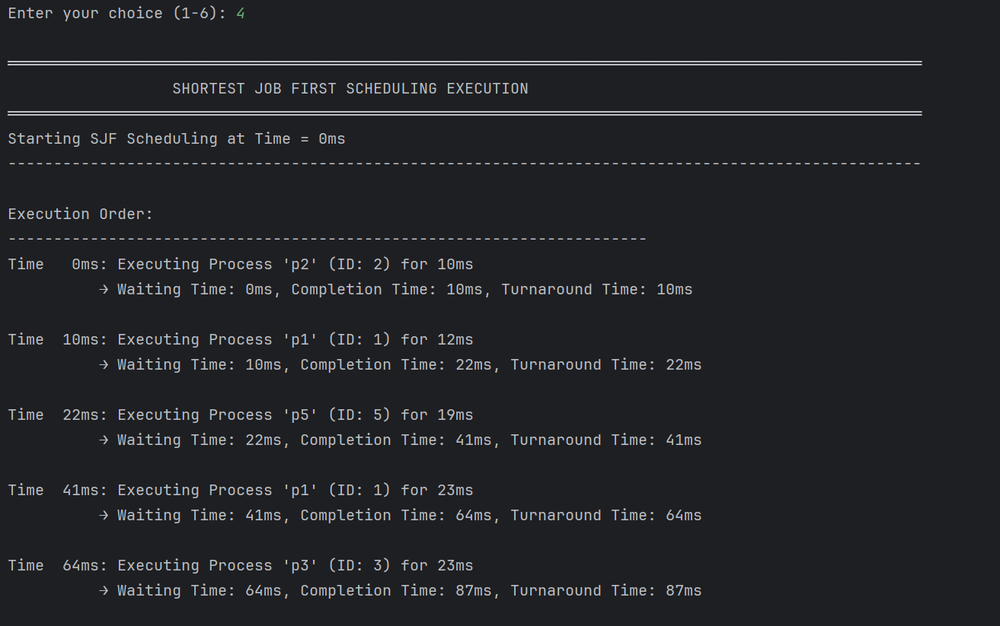 Enter your choice (1-6): 4
════════════════════════════════════════════════════════════════════════════════════════════════════
SHORTEST JOB FIRST SCHEDULING EXECUTION
════════════════════════════════════════════════════════════════════════════════════════════════════
Starting SJF Scheduling at Time = 0ms
----------------------------------------------------------------------------------------------------
Execution Order:
----------------------------------------------------------------------
Time   0ms: Executing Process 'p2' (ID: 2) for 10ms
→ Waiting Time: 0ms, Completion Time: 10ms, Turnaround Time: 10ms
Time  10ms: Executing Process 'p1' (ID: 1) for 12ms
→ Waiting Time: 10ms, Completion Time: 22ms, Turnaround Time: 22ms
Time  22ms: Executing Process 'p5' (ID: 5) for 19ms
→ Waiting Time: 22ms, Completion Time: 41ms, Turnaround Time: 41ms
Time  41ms: Executing Process 'p1' (ID: 1) for 23ms
→ Waiting Time: 41ms, Completion Time: 64ms, Turnaround Time: 64ms
Time  64ms: Executing Process 'p3' (ID: 3) for 23ms
→ Waiting Time: 64ms, Completion Time: 87ms, Turnaround Time: 87ms